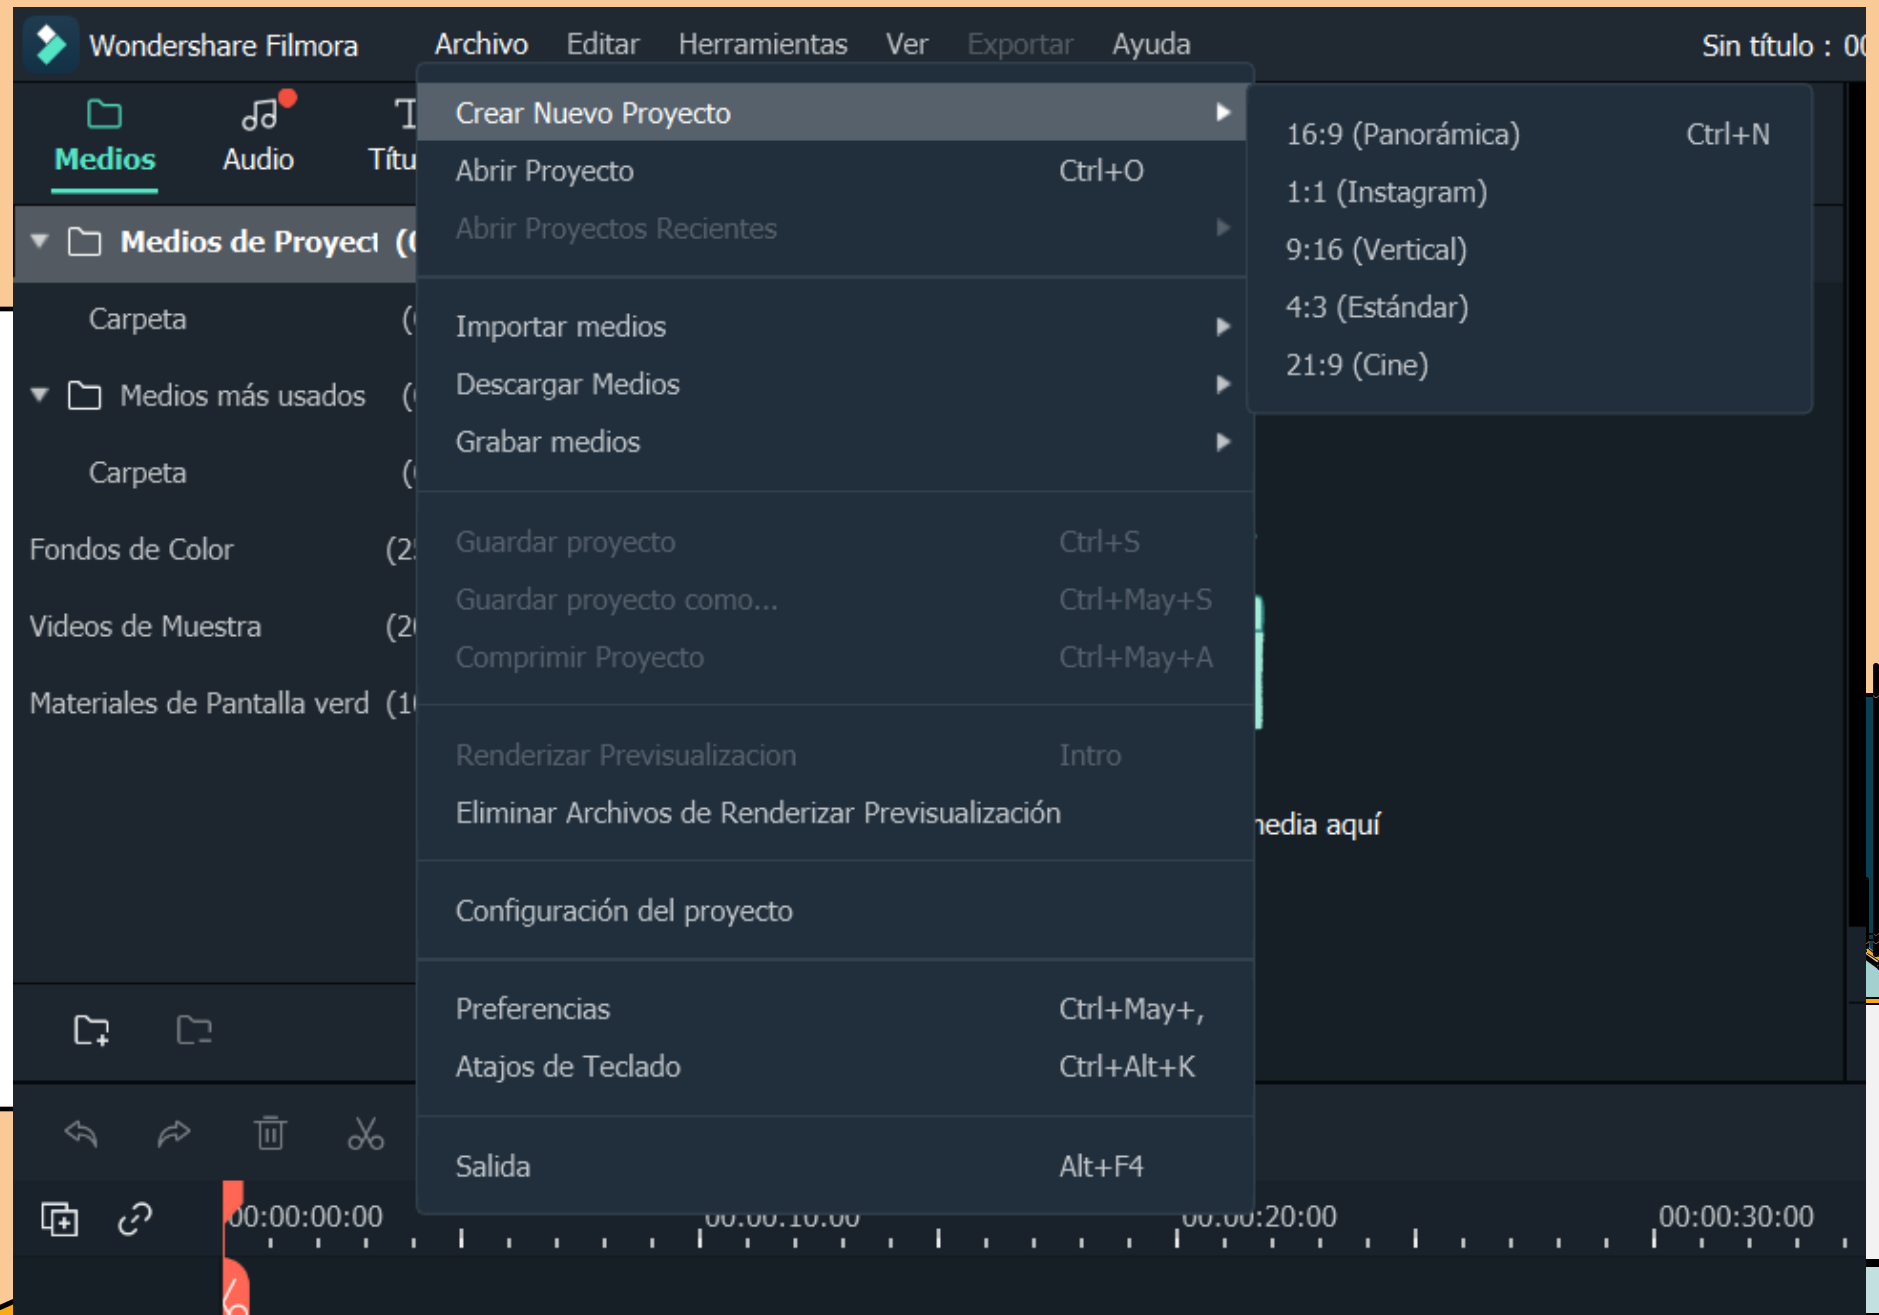 Wondershare Filmora Archivo Editar Herramientas Ver Exportar Ayuda Sin título :
Medios Audio
Medios de Proyect
Carpeta
Medios más usados
Carpeta
Fondos de Color
Videos de Muestra
Materiales de Pantalla verd
Crear Nuevo Proyecto
Abrir Proyecto Ctrl+O
Abrir Proyectos Recientes
Importar medios
Descargar Medios
Grabar medios
Guardar proyecto Ctrl+S
Guardar proyecto como... Ctrl+May+S
Comprimir Proyecto Ctrl+May+A
Renderizar Previsualizacion Intro
Eliminar Archivos de Renderizar Previsualización
Configuración del proyecto
Preferencias Ctrl+May+,
Atajos de Teclado Ctrl+Alt+K
Salida Alt+F4
16:9 (Panorámica) Ctrl+N
1:1 (Instagram)
9:16 (Vertical)
4:3 (Estándar)
21:9 (Cine)
aquí
00:00:00:00 00:00:10:00 00:00:20:00 00:00:30:00